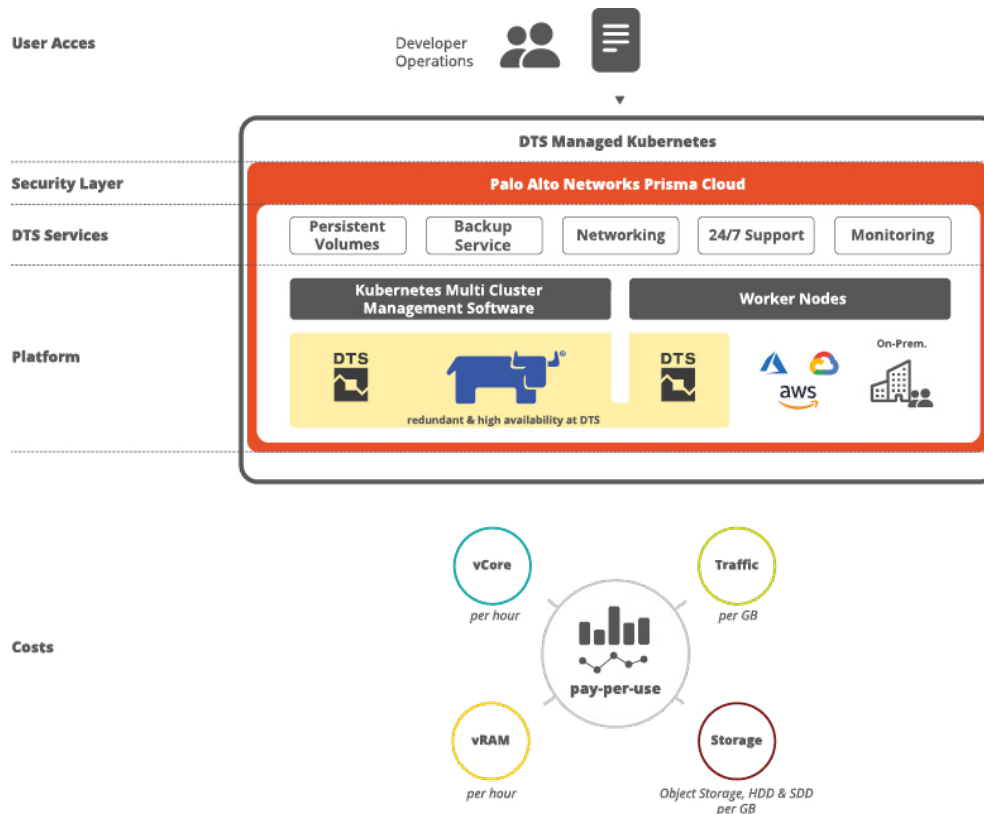 User Acces
Developer
Operations
DTS Managed Kubernetes
Security Layer
Palo Alto Networks Prisma Cloud
DTS Services
Persistent
Volumes
Backup
Service
Networking
24/7 Support
Monitoring
Kubernetes Multi Cluster
Management Software
Worker Nodes
Platform
DTS
®
DTS
On-Prem.
aws
redundant & high availability at DTS
vCore
per hour
Traffic
per GB
Costs
pay-per-use
vRAM
per hour
Storage
Object Storage, HDD & SDD
per GB